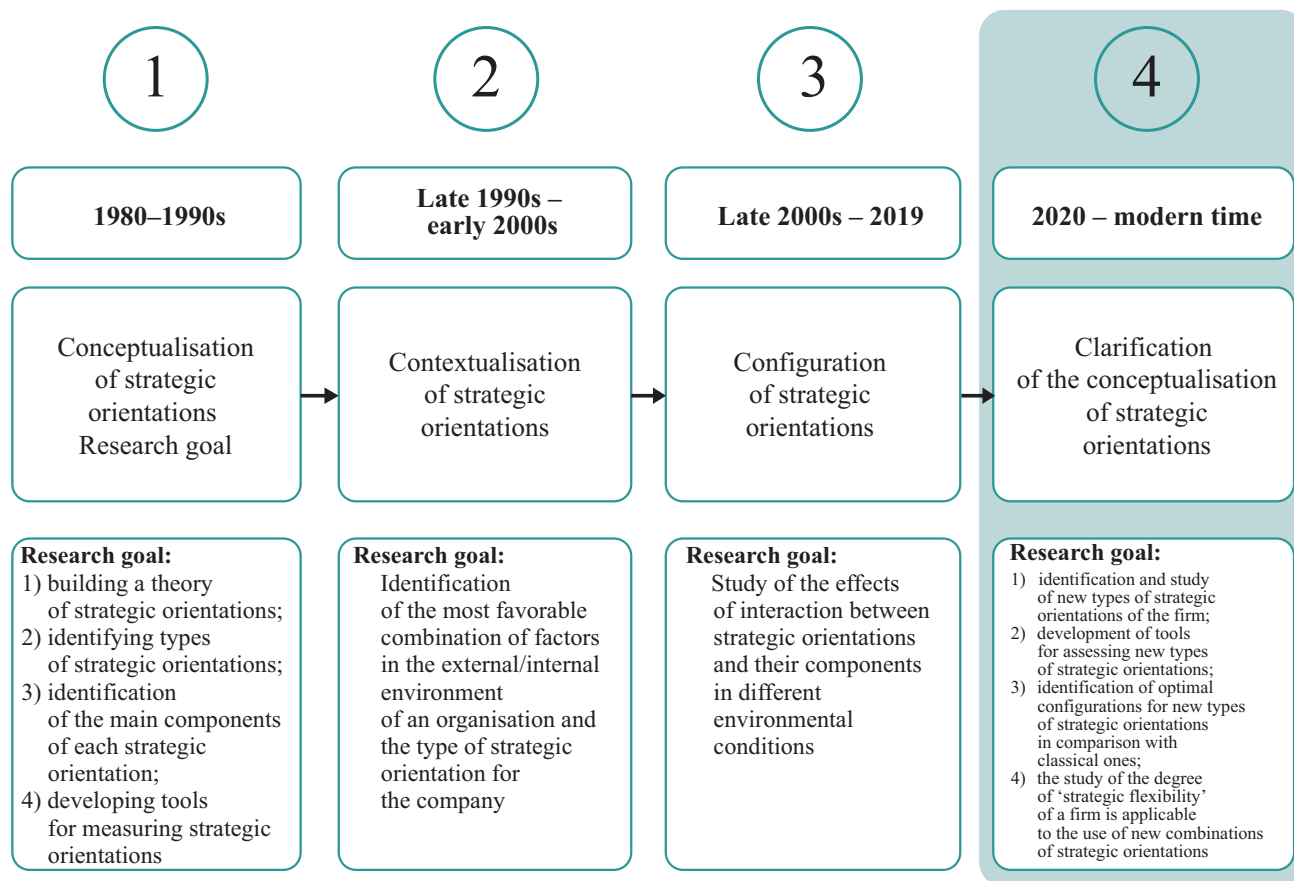 1
2
3
4
1980–1990s
Late 1990s –
early 2000s
Late 2000s – 2019
2020 – modern time
Conceptualisation
of strategic
orientations
Research goal
Contextualisation
of strategic
orientations
Configuration
of strategic
orientations
Clarification
of the conceptualisation
of strategic
orientations
Research goal:
1) building a theory
of strategic orientations;
2) identifying types
of strategic orientations;
3) identification
of the main components
of each strategic
orientation;
4) developing tools
for measuring strategic
orientations
Research goal:
Identification
of the most favorable
combination of factors
in the external/internal
environment
of an organisation and
the type of strategic
orientation for
the company
Research goal:
Study of the effects
of interaction between
strategic orientations
and their components
in different
environmental
conditions
Research goal:
1) identification and study
of new types of strategic
orientations of the firm;
2) development of tools
for assessing new types
of strategic orientations;
3) identification of optimal
configurations for new types
of strategic orientations
in comparison with
classical ones;
4) the study of the degree
of ‘strategic flexibility’
of a firm is applicable
to the use of new combinations
of strategic orientations